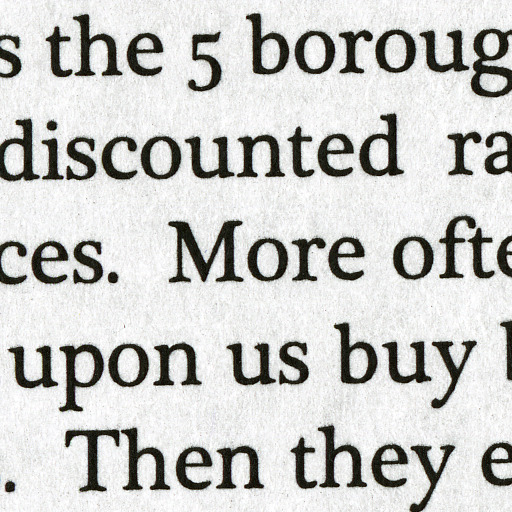 s the 5 boroug
discounted ra
ces. More ofte
upon us buy
. Then they e